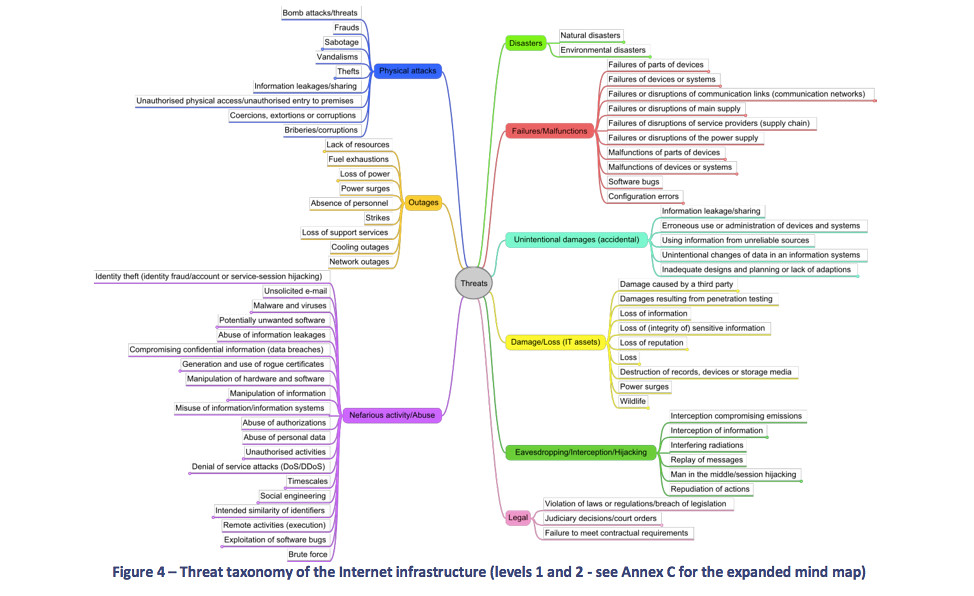 Bomb attacks/threats
Frauds
Sabotage
Vandalisms
Thefts
Information leakages/sharing
Unauthorised physical access/unauthorised entry to premises
Coercions, extortions or corruptions
Briberies/corruptions
Physical attacks
Lack of resources
Fuel exhaustions
Loss of power
Power surges
Absence of personnel
Strikes
Loss of support services
Cooling outages
Network outages
Outages
Identity theft (identity fraud/account or service-session hijacking)
Unsolicited e-mail
Malware and viruses
Potentially unwanted software
Abuse of information leakages
Compromising confidential information (data breaches)
Generation and use of rogue certificates
Manipulation of hardware and software
Manipulation of information
Misuse of information/information systems
Abuse of authorizations
Abuse of personal data
Unauthorised activities
Denial of service attacks (DoS/DDoS)
Timescales
Social engineering
Intended similarity of identifiers
Remote activities (execution)
Exploitation of software bugs
Brute force
Nefarious activity/Abuse
Threats
Disasters
Natural disasters
Environmental disasters
Failures/Malfunctions
Failures of parts of devices
Failures of devices or systems
Failures or disruptions of communication links (communication networks)
Failures or disruptions of main supply
Failures of disruptions of service providers (supply chain)
Failures or disruptions of the power supply
Malfunctions of parts of devices
Malfunctions of devices or systems
Software bugs
Configuration errors
Unintentional damages (accidental)
Information leakage/sharing
Erroneous use or administration of devices and systems
Using information from unreliable sources
Unintentional changes of data in an information systems
Inadequate designs and planning or lack of adaptions
Damage/Loss (IT assets)
Damage caused by a third party
Damages resulting from penetration testing
Loss of information
Loss of (integrity of) sensitive information
Loss of reputation
Loss
Destruction of records, devices or storage media
Power surges
Wildlife
Eavesdropping/Interception/Hijacking
Interception compromising emissions
Interception of information
Interfering radiations
Replay of messages
Man in the middle/session hijacking
Repudiation of actions
Legal
Violation of laws or regulations/breach of legislation
Judiciary decisions/court orders
Failure to meet contractual requirements
Figure 4 – Threat taxonomy of the Internet infrastructure (levels 1 and 2 - see Annex C for the expanded mind map)